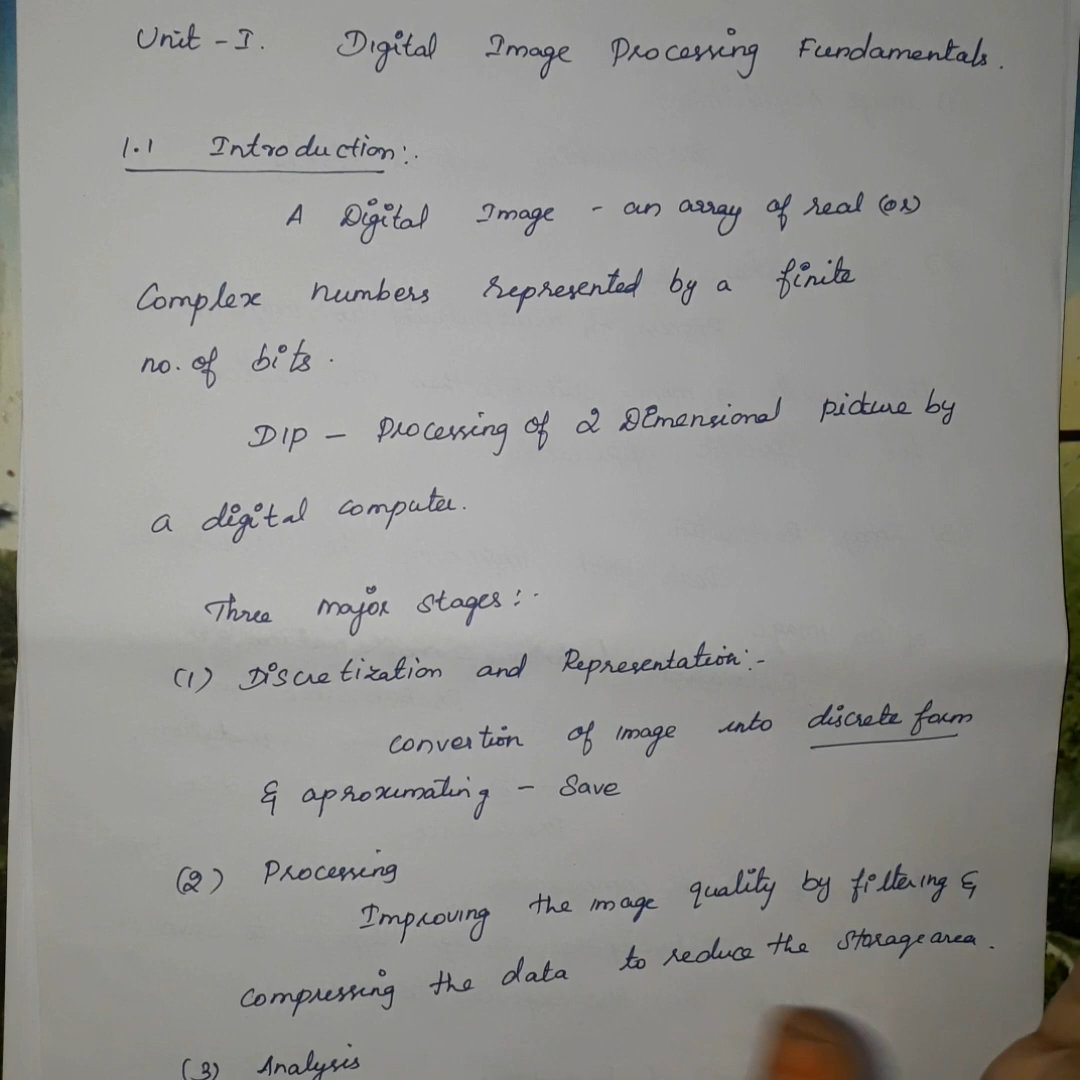 Unit - I. Digital Image Processing Fundamentals.
1.1 Introduction:.
A Digital Image - an array of real (or)
Complex numbers represented by a finite
no. of bits.
DIP - Processing of 2 Dimensional picture by
a digital computer.
Three major stages:.
(1) Discretization and Representation:-
convertion of image into discrete form
& aproximating - Save
(2) Processing
Improving the image quality by filtering &
compressing the data to reduce the storage area.
(3) Analysis